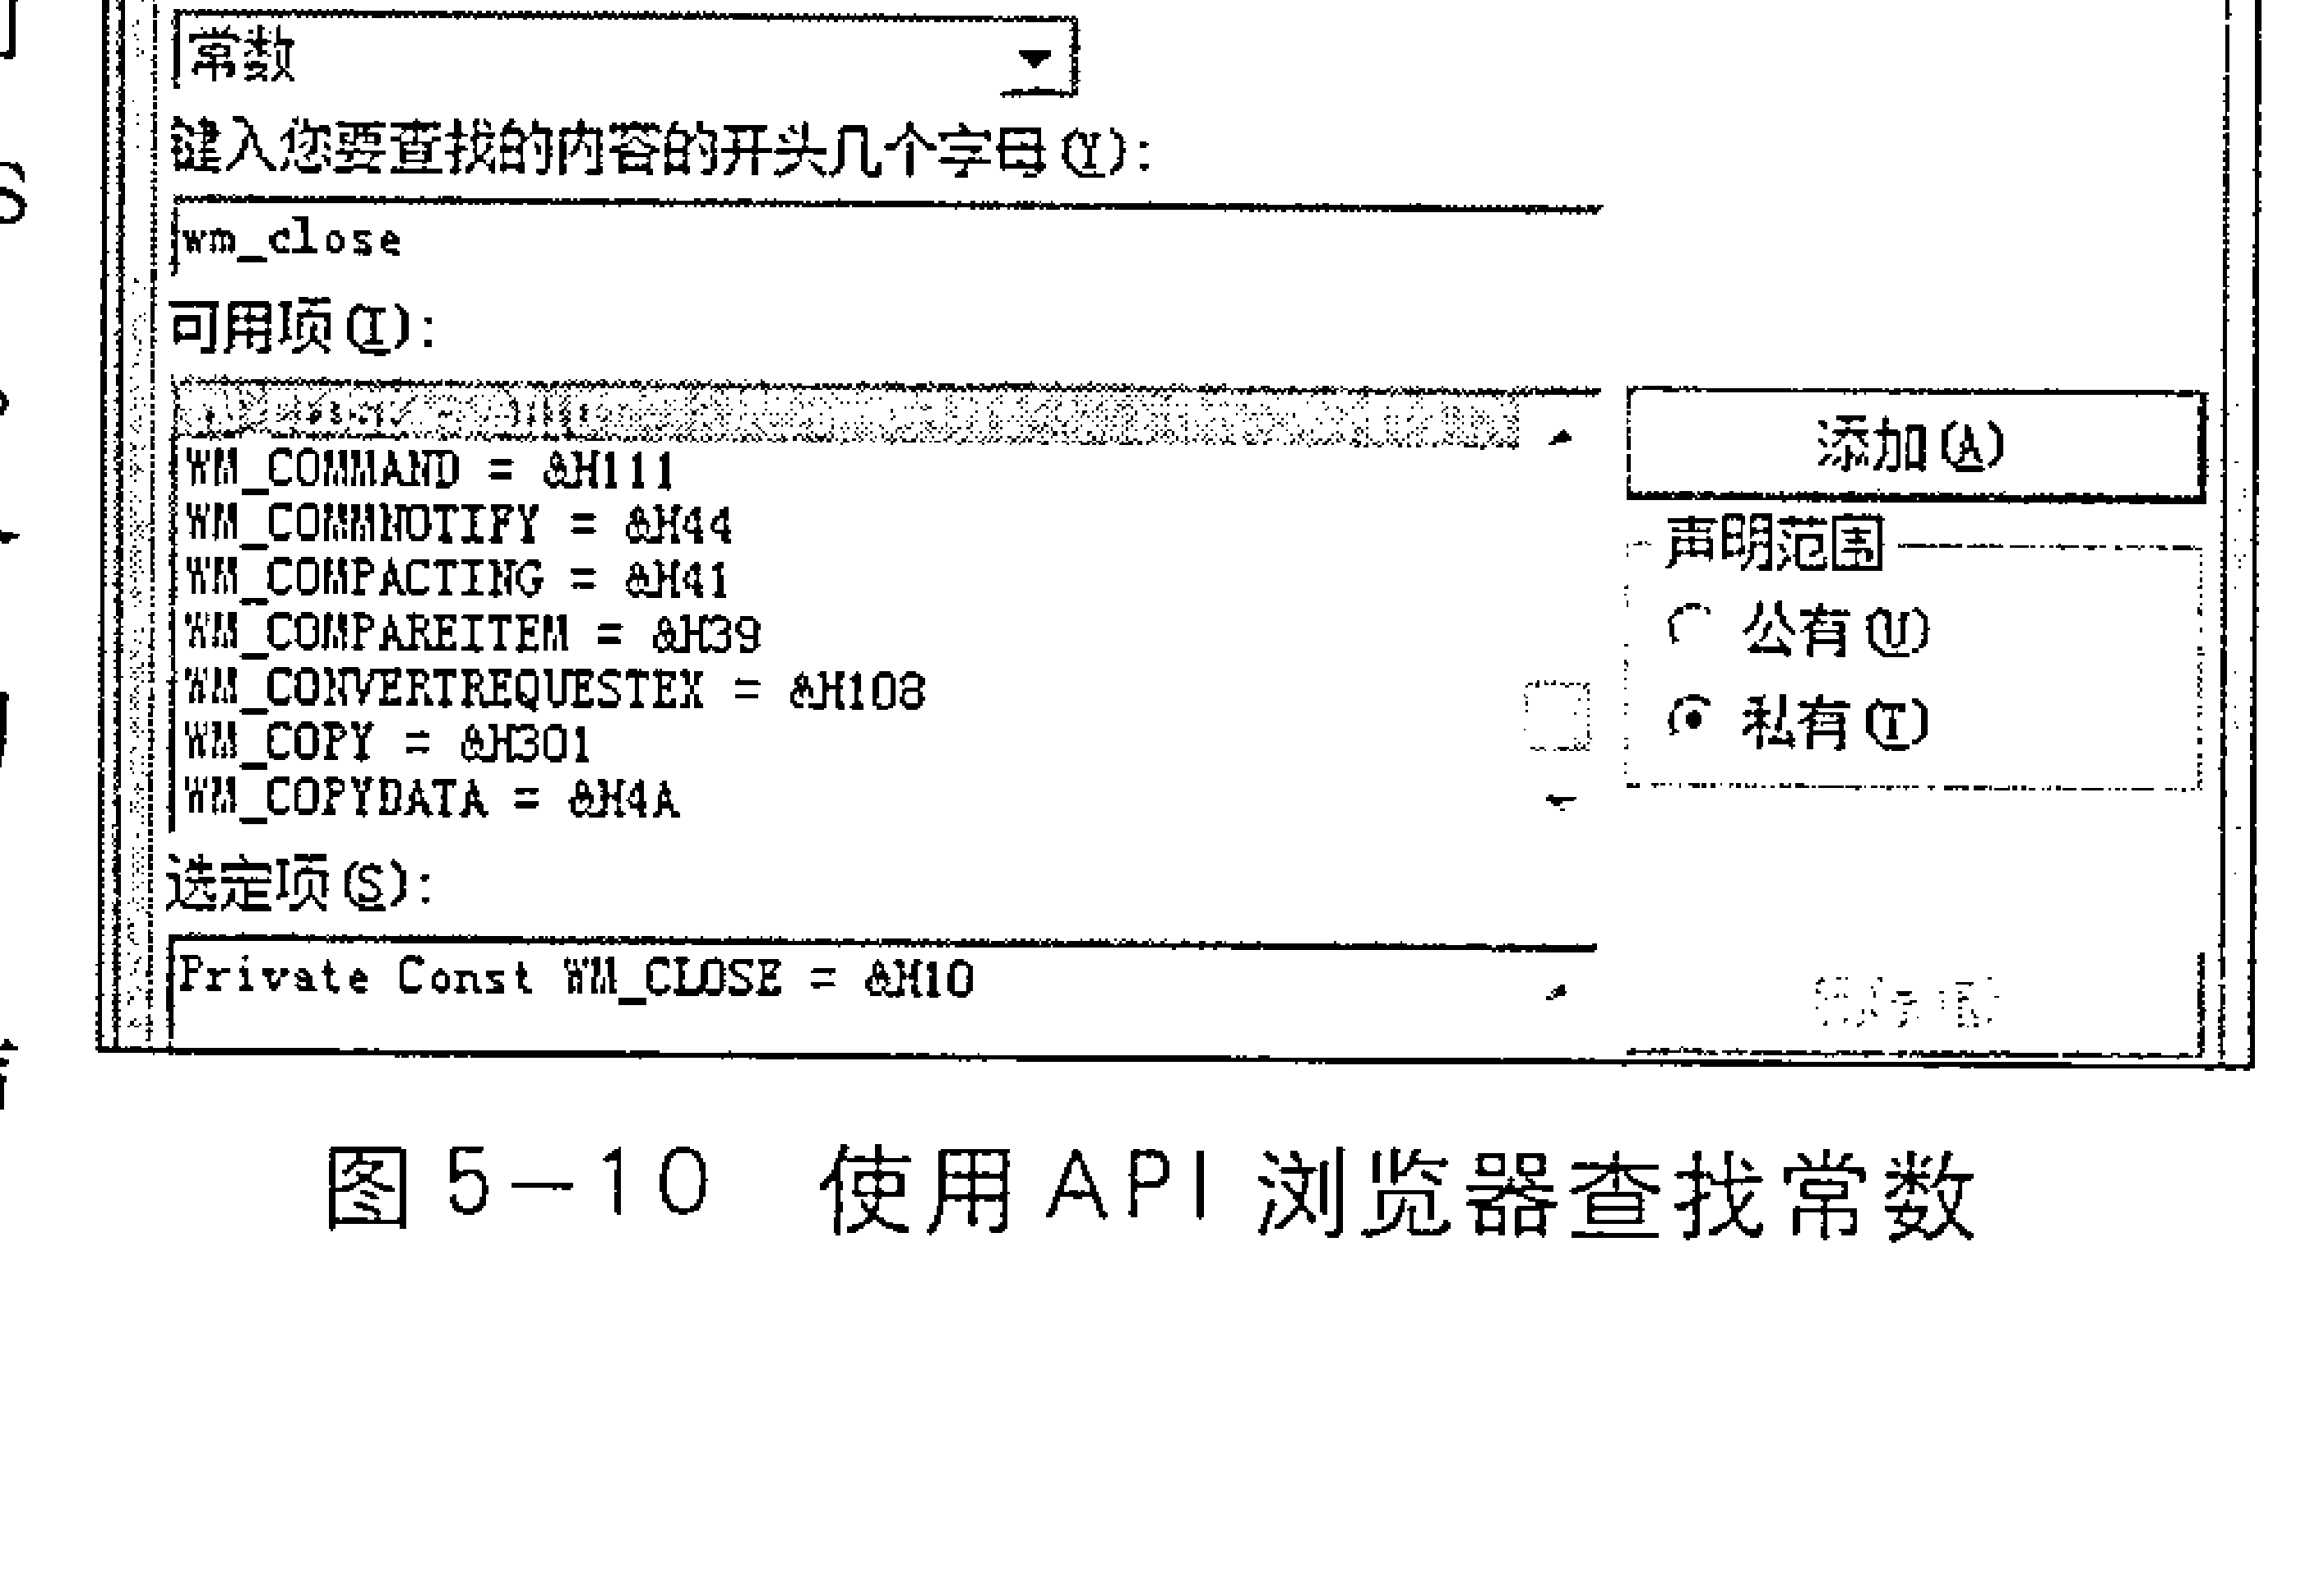 常数
键入您要查找的内容的开头几个字母(Y):
wm_close
可用项(I):
WM_COMMAND = &H111
WM_COMMNOTIFY = &H44
WM_COMPACTING = &H41
WM_COMPAREITEM = &H39
WM_CONVERTREQUESTEX = &H108
WM_COPY = &H301
WM_COPYDATA = &H4A
添加(A)
声明范围
公有(U)
私有(T)
选定项(S):
Private Const WM_CLOSE = &H10
图5-10 使用API浏览器查找常数